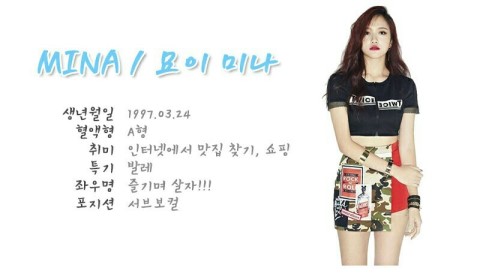 MINA / 묘이 미나
생년월일 1997.03.24
혈액형 A형
취미 인터넷에서 맛집 찾기, 쇼핑
특기 발레
좌우명 즐기며 살자!!!
포지션 서브보컬
TWICE
ROCK